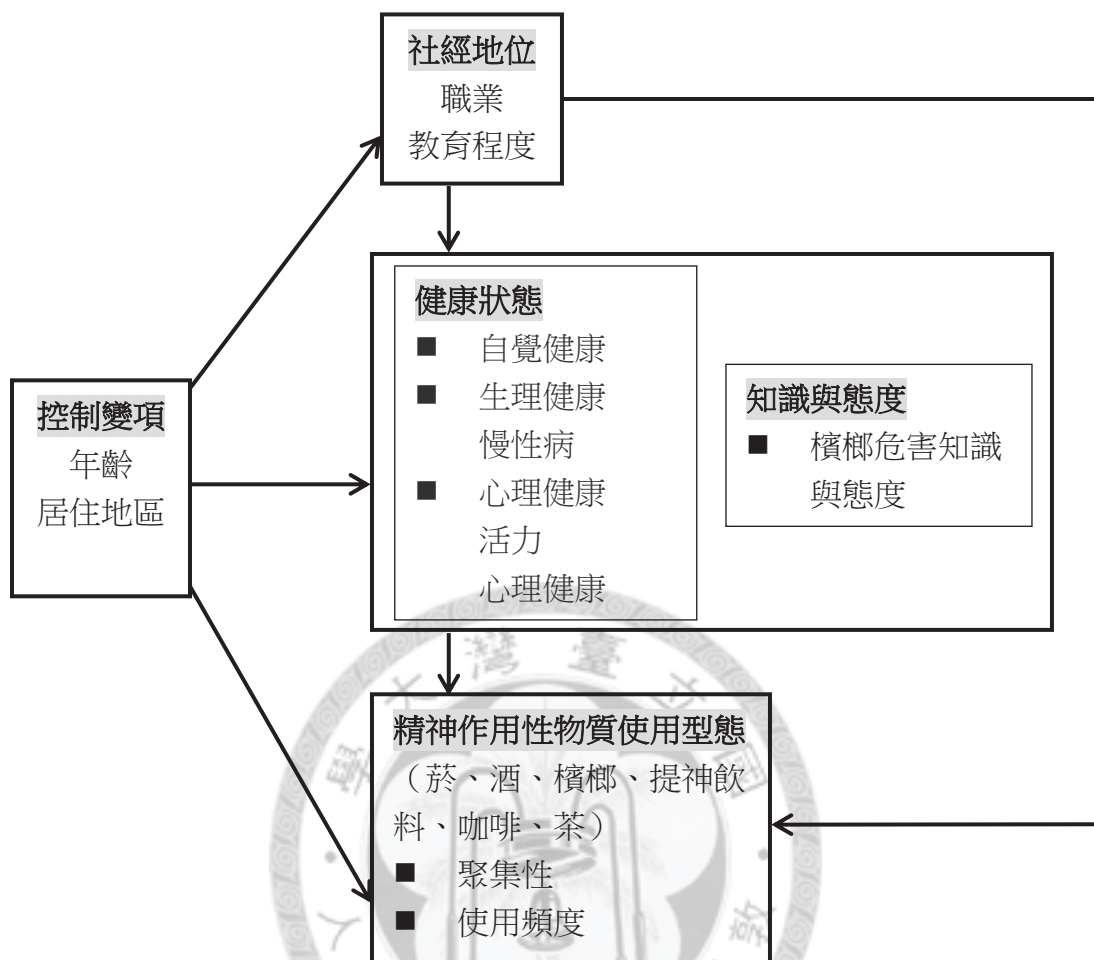 社經地位
職業
教育程度
健康狀態
■ 自覺健康
■ 生理健康
慢性病
■ 心理健康
活力
心理健康
知識與態度
■ 檳榔危害知識
與態度
控制變項
年齡
居住地區
精神作用性物質使用型態
（菸、酒、檳榔、提神飲
料、咖啡、茶）
■ 聚集性
■ 使用頻度